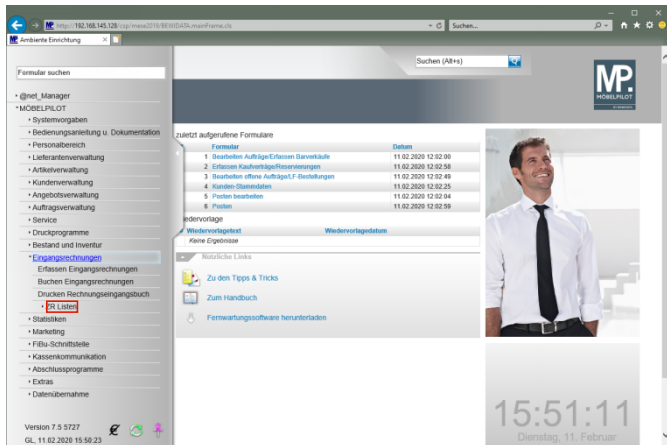 http://192.168.145.128/csp/meos2019/BEWIDATA.mainFrame.cls
Suchen...
Ambiente Einrichtung
Suchen (Alt+s)
Formular suchen
MP.
MÖBELPILOT
@net_Manager
MÖBELPILOT
Systemvorgaben
Bedienungsanleitung u. Dokumentation
Personalbereich
Lieferantenverwaltung
Artikelverwaltung
Kundenverwaltung
Angebotsverwaltung
Auftragsverwaltung
Service
Druckprogramme
Bestand und Inventur
Eingangsrechnungen
Erfassen Eingangsrechnungen
Buchen Eingangsrechnungen
Drucken Rechnungseingangsbuch
ZR Listen
Statistiken
Marketing
FiBu-Schnittstelle
Kassenkommunikation
Abschlussprogramme
Extras
Datenübernahme
Version 7.5 5727
GL, 11.02.2020 15:50:23
zuletzt aufgerufene Formulare
Formular Datum
1 Bearbeiten Aufträge/Erfassen Barverkäufe 11.02.2020 12:02:00
2 Erfassen Kaufverträge/Reservierungen 11.02.2020 12:02:58
3 Bearbeiten offene Aufträge/LF-Bestellungen 11.02.2020 12:02:49
4 Kunden-Stammdaten 11.02.2020 12:02:25
5 Posten bearbeiten 11.02.2020 12:02:04
6 Posten 11.02.2020 12:02:59
edervorlage
Wiedervorlagetext Wiedervorlagedatum
Keine Ergebnisse
Nützliche Links
Zu den Tipps & Tricks
Zum Handbuch
Fernwartungssoftware herunterladen
15:51:11
Dienstag, 11. Februar